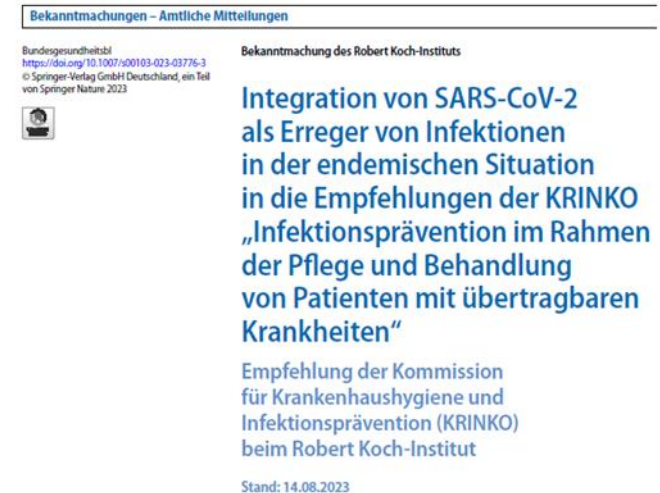 Bekanntmachungen – Amtliche Mitteilungen
Bundesgesundheitsbl
https://doi.org/10.1007/s00103-023-03776-3
© Springer-Verlag GmbH Deutschland, ein Teil
von Springer Nature 2023
Bekanntmachung des Robert Koch-Instituts
Integration von SARS-CoV-2
als Erreger von Infektionen
in der endemischen Situation
in die Empfehlungen der KRINKO
„Infektionsprävention im Rahmen
der Pflege und Behandlung
von Patienten mit übertragbaren
Krankheiten“
Empfehlung der Kommission
für Krankenhaushygiene und
Infektionsprävention (KRINKO)
beim Robert Koch-Institut
Stand: 14.08.2023